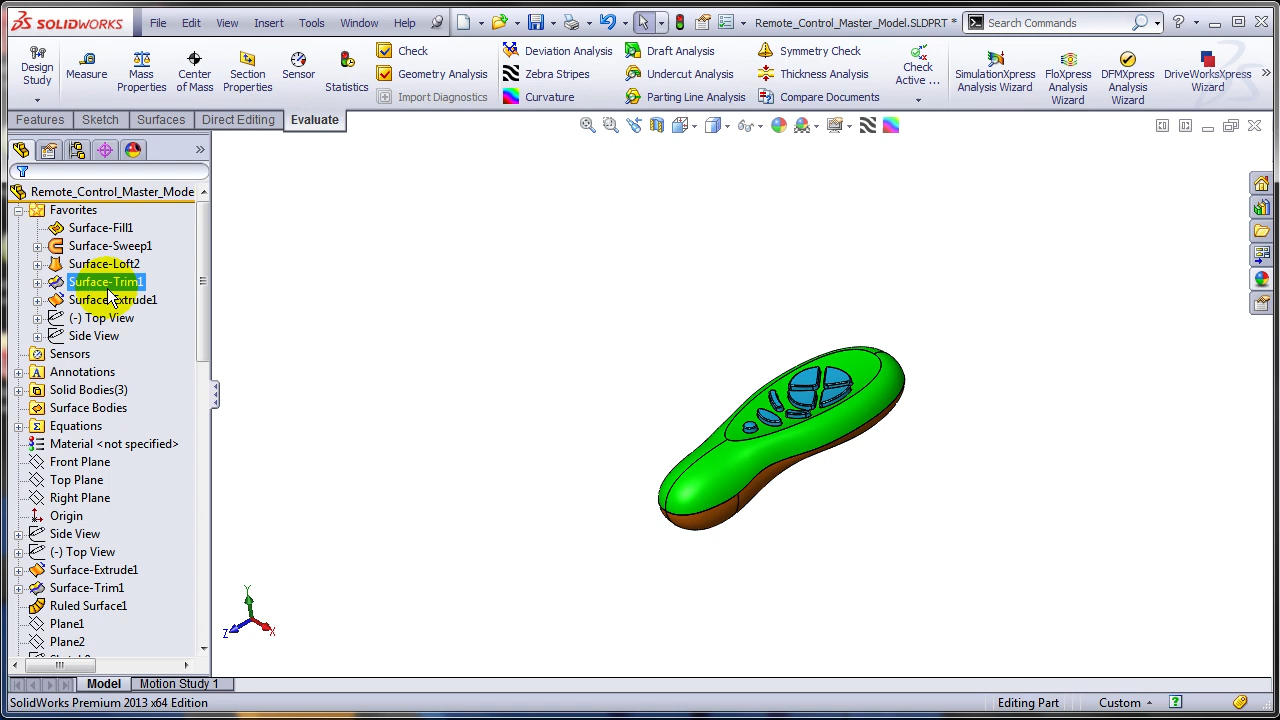 SOLIDWORKS File Edit View Insert Tools Window Help Remote_Control_Master_Model.SLDPRT * Search Commands
Design Study Measure Mass Properties Center of Mass Section Properties Sensor Statistics
Check
Geometry Analysis
Import Diagnostics
Deviation Analysis
Zebra Stripes
Curvature
Draft Analysis
Undercut Analysis
Parting Line Analysis
Symmetry Check
Thickness Analysis
Compare Documents
Check Active ... SimulationXpress Analysis Wizard FloXpress Analysis Wizard DFMXpress Analysis Wizard DriveWorksXpress Wizard
Features Sketch Surfaces Direct Editing Evaluate
Remote_Control_Master_Mode
Favorites
Surface-Fill1
Surface-Sweep1
Surface-Loft2
Surface-Trim1
Surface-Extrude1
(-) Top View
Side View
Sensors
Annotations
Solid Bodies(3)
Surface Bodies
Equations
Material <not specified>
Front Plane
Top Plane
Right Plane
Origin
Side View
(-) Top View
Surface-Extrude1
Surface-Trim1
Ruled Surface1
Plane1
Plane2
Y
Z X
Model Motion Study 1
SolidWorks Premium 2013 x64 Edition Editing Part Custom